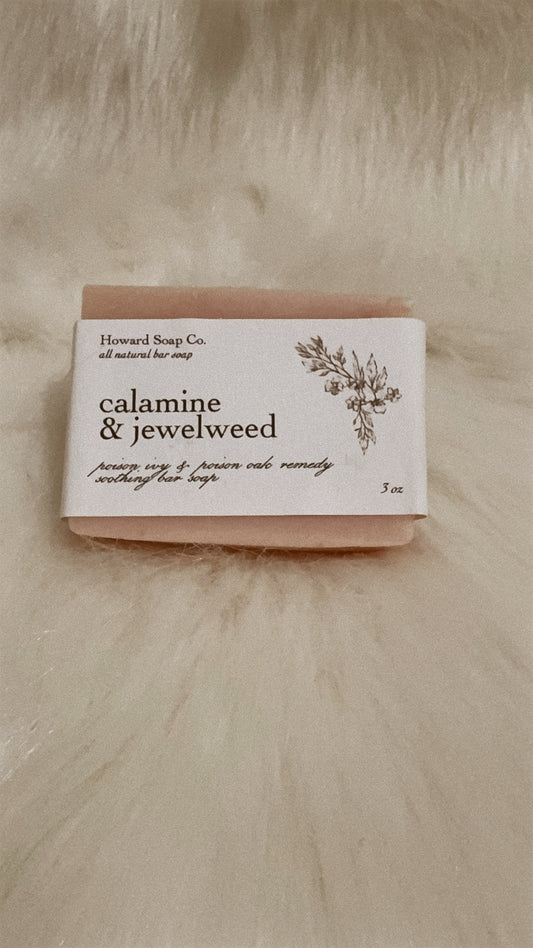 Howard Soap Co.
all natural bar soap
calamine
& jewelweed
poison ivy & poison oak remedy
soothing bar soap
3 oz